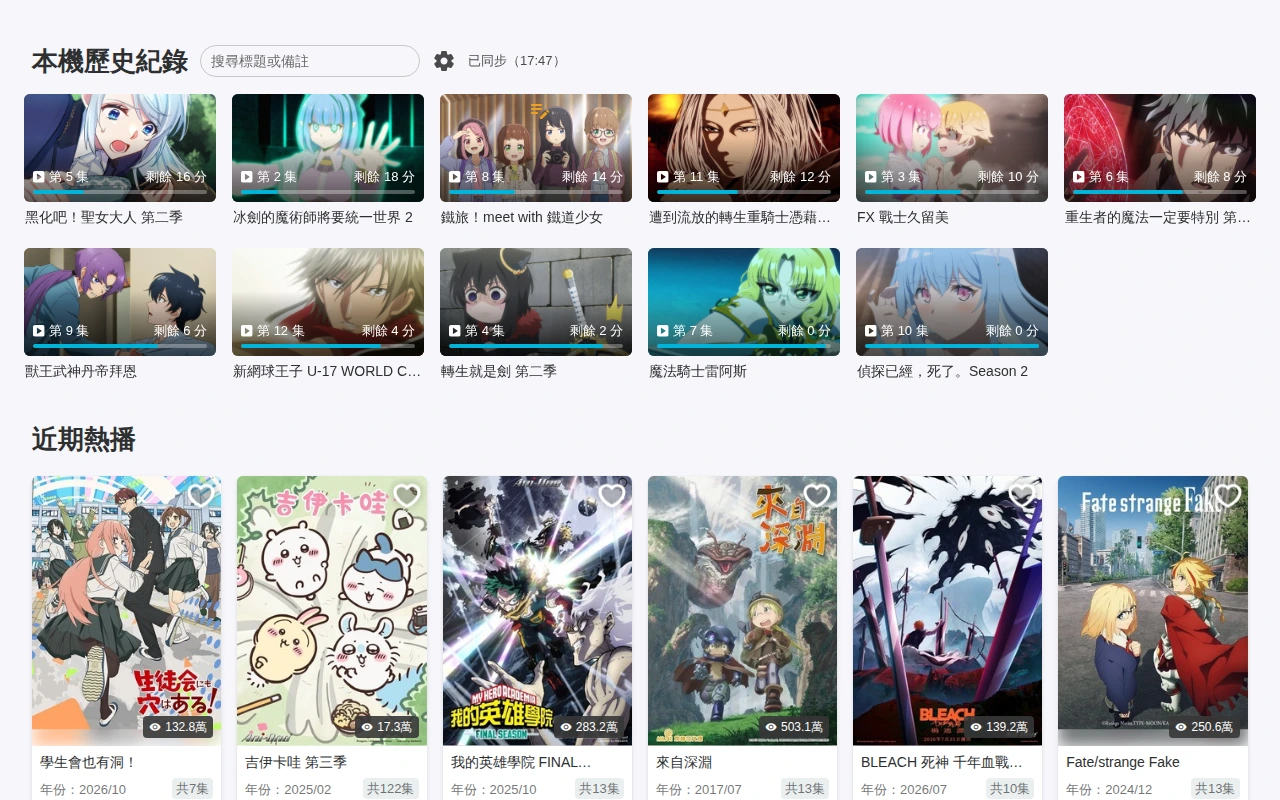 本機歷史紀錄
搜尋標題或備註
已同步（17:47）
第 5 集 剩餘 16 分
第 2 集 剩餘 18 分
第 8 集 剩餘 14 分
第 11 集 剩餘 12 分
第 3 集 剩餘 10 分
第 6 集 剩餘 8 分
黑化吧！聖女大人 第二季
冰劍的魔術師將要統一世界 2
鐵旅！meet with 鐵道少女
遭到流放的轉生重騎士憑藉…
FX 戰士久留美
重生者的魔法一定要特別 第…
第 9 集 剩餘 6 分
第 12 集 剩餘 4 分
第 4 集 剩餘 2 分
第 7 集 剩餘 0 分
第 10 集 剩餘 0 分
獸王武神丹帝拜恩
新網球王子 U-17 WORLD C…
轉生就是劍 第二季
魔法騎士雷阿斯
偵探已經，死了。Season 2
近期熱播
生徒会にも
穴はある!
132.8萬
吉伊卡哇
17.3萬
MY HERO ACADEMIA
我的英雄學院
FINAL SEASON
283.2萬
來自
深淵
503.1萬
BLEACH
139.2萬
Fate strange Fake
250.6萬
學生會也有洞！
吉伊卡哇 第三季
我的英雄學院 FINAL…
來自深淵
BLEACH 死神 千年血戰…
Fate/strange Fake
年份：2026/10 共7集
年份：2025/02 共122集
年份：2025/10 共13集
年份：2017/07 共13集
年份：2026/07 共10集
年份：2024/12 共13集